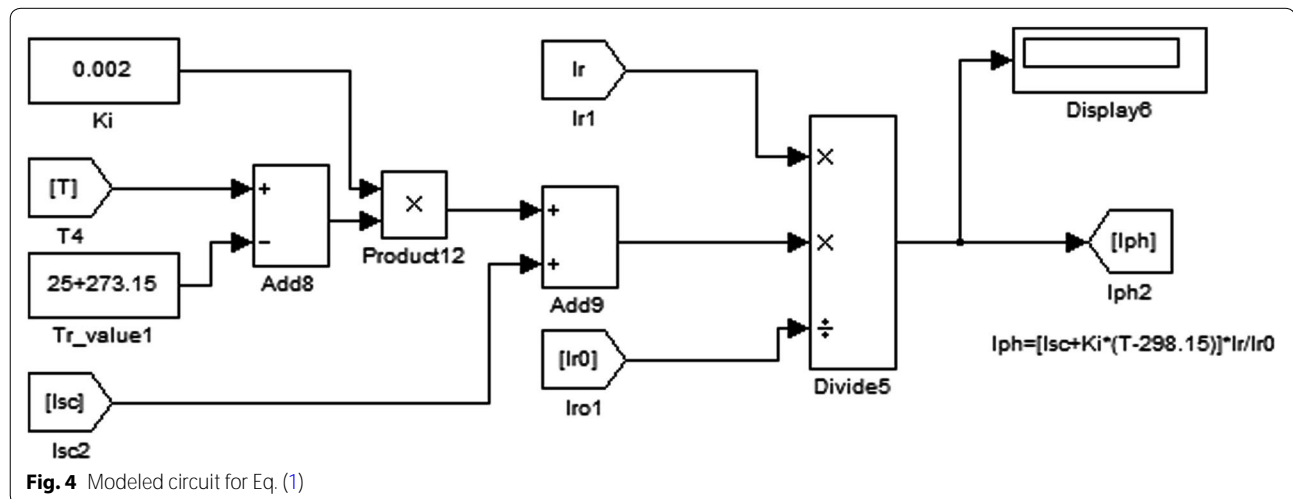 0.002
Ki
[T]
T4
25+273.15
Tr_value1
[Isc]
Isc2
+
−
Add8
×
Product12
+
+
Add9
Ir
Ir1
[Ir0]
Iro1
×
×
÷
Divide5
Display6
[Iph]
Iph2
Iph=[Isc+Ki*(T-298.15)]*Ir/Ir0
Fig. 4 Modeled circuit for Eq. (1)